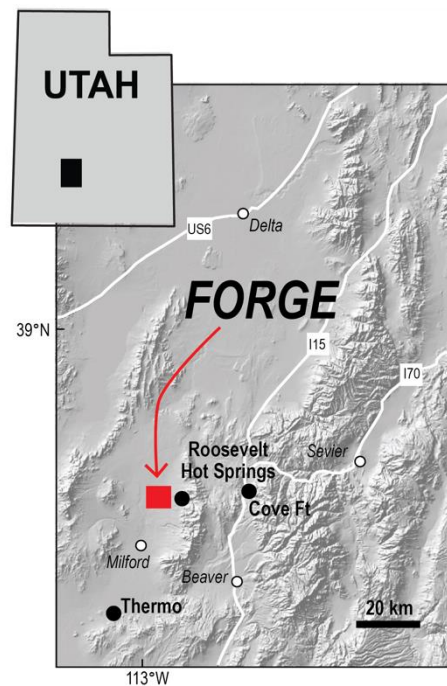 UTAH
Delta
US6
FORGE
39°N
I15
I70
Roosevelt
Hot Springs
Sevier
Cove Ft
Milford
Beaver
Thermo
20 km
113°W